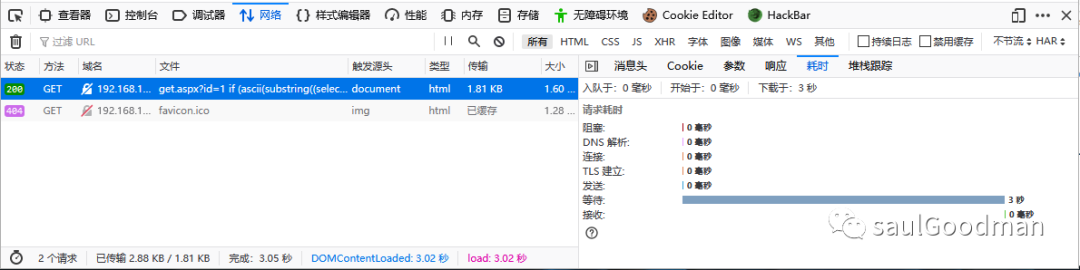 查看器 控制台 调试器 网络 样式编辑器 性能 内存 存储 无障碍环境 Cookie Editor HackBar
过滤 URL 所有 HTML CSS JS XHR 字体 图像 媒体 WS 其他 持续日志 禁用缓存 不节流 HAR
状态 方法 域名 文件 触发源头 类型 传输 大小 消息头 Cookie 参数 响应 耗时 堆栈跟踪
200 GET 192.168.1... get.aspx?id=1 if (ascii(substring((selec... document html 1.81 KB 1.60 ... 入队于: 0 毫秒 开始于: 0 毫秒 下载于: 3 秒
404 GET 192.168.1... favicon.ico img html 已缓存 1.28 ... 请求耗时
阻塞: 0 毫秒
DNS 解析: 0 毫秒
连接: 0 毫秒
TLS 建立: 0 毫秒
发送: 0 毫秒
等待: 3 秒
接收: 0 毫秒
saulGoodman
2 个请求 已传输 2.88 KB / 1.81 KB 完成: 3.05 秒 DOMContentLoaded: 3.02 秒 load: 3.02 秒